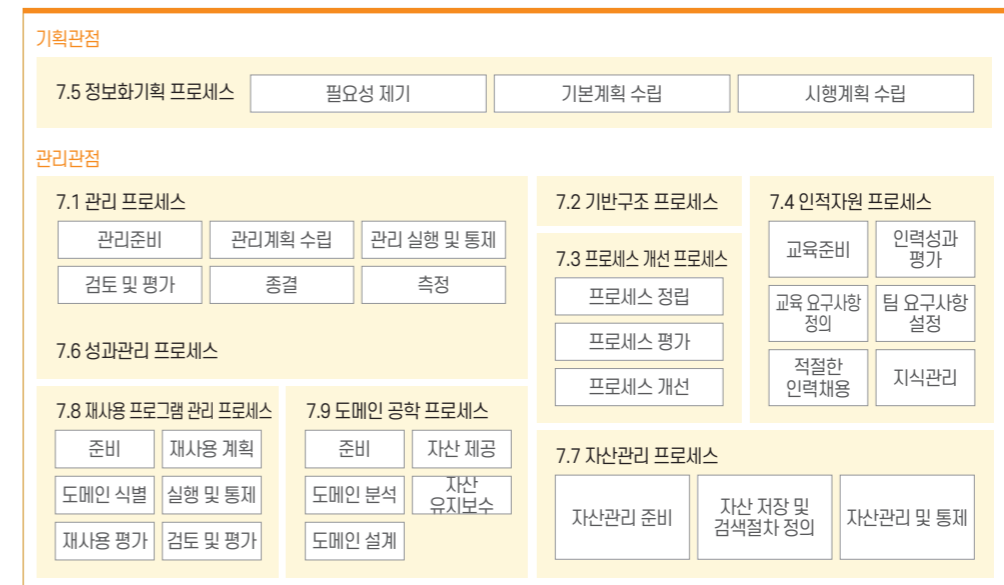 기획관점
7.5 정보화기획 프로세스
필요성 제기
기본계획 수립
시행계획 수립
관리관점
7.1 관리 프로세스
관리준비
관리계획 수립
관리 실행 및 통제
검토 및 평가
종결
측정
7.6 성과관리 프로세스
7.2 기반구조 프로세스
7.3 프로세스 개선 프로세스
프로세스 정립
프로세스 평가
프로세스 개선
7.4 인적자원 프로세스
교육준비
인력성과
평가
교육 요구사항
정의
팀 요구사항
설정
적절한
인력채용
지식관리
7.8 재사용 프로그램 관리 프로세스
준비
재사용 계획
도메인 식별
실행 및 통제
재사용 평가
검토 및 평가
7.9 도메인 공학 프로세스
준비
자산 제공
도메인 분석
자산
유지보수
도메인 설계
7.7 자산관리 프로세스
자산관리 준비
자산 저장 및
검색절차 정의
자산관리 및 통제